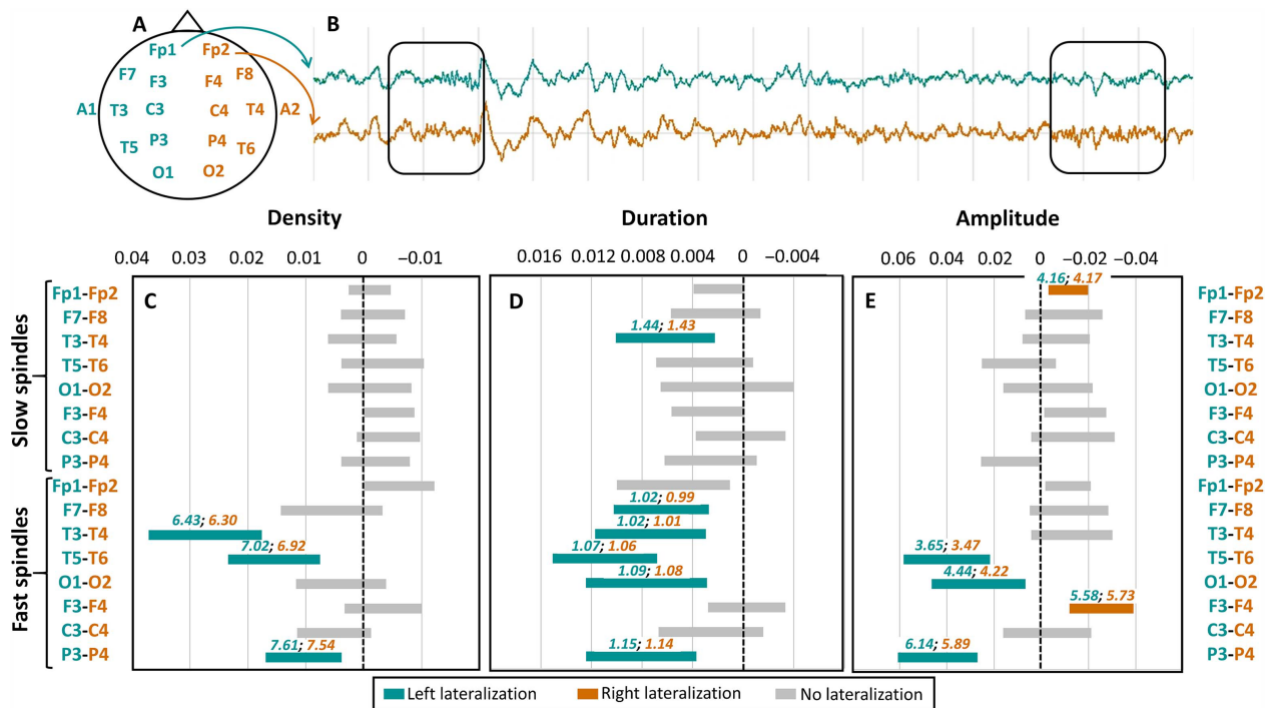 A
B
Fp1 Fp2
F7 F8
F3 F4
A1 T3 C3 C4 T4 A2
T5 P3 P4 T6
O1 O2
Density Duration Amplitude
0.04 0.03 0.02 0.01 0 −0.01
0.016 0.012 0.008 0.004 0 −0.004
0.06 0.04 0.02 0 −0.02 −0.04
C
D
E
Slow spindles
Fp1-Fp2 4.16; 4.17 Fp1-Fp2
F7-F8 F7-F8
T3-T4 1.44; 1.43 T3-T4
T5-T6 T5-T6
O1-O2 O1-O2
F3-F4 F3-F4
C3-C4 C3-C4
P3-P4 P3-P4
Fast spindles
Fp1-Fp2 Fp1-Fp2
F7-F8 1.02; 0.99 F7-F8
T3-T4 6.43; 6.30 1.02; 1.01 T3-T4
T5-T6 7.02; 6.92 1.07; 1.06 3.65; 3.47 T5-T6
O1-O2 1.09; 1.08 4.44; 4.22 O1-O2
F3-F4 5.58; 5.73 F3-F4
C3-C4 C3-C4
P3-P4 7.61; 7.54 1.15; 1.14 6.14; 5.89 P3-P4
Left lateralization Right lateralization No lateralization